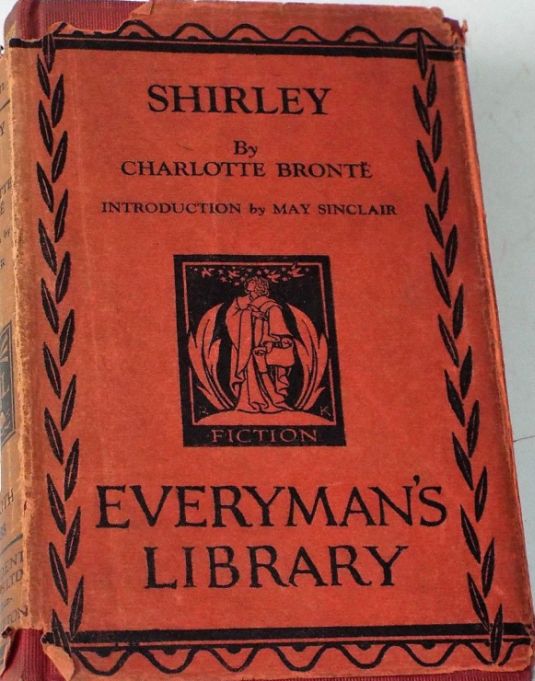 SHIRLEY
By
CHARLOTTE BRONTË
INTRODUCTION by MAY SINCLAIR
FICTION
EVERYMAN'S
LIBRARY